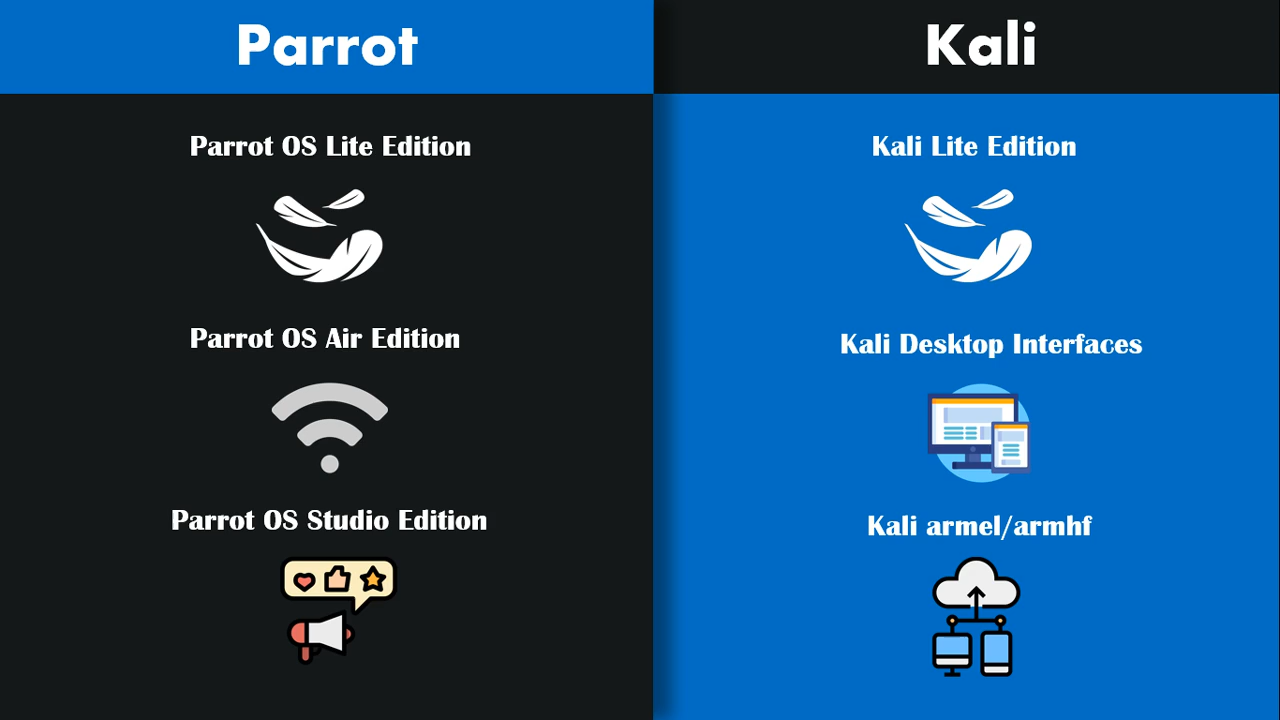 Parrot
Parrot OS Lite Edition
Parrot OS Air Edition
Parrot OS Studio Edition
Kali
Kali Lite Edition
Kali Desktop Interfaces
Kali armel/armhf